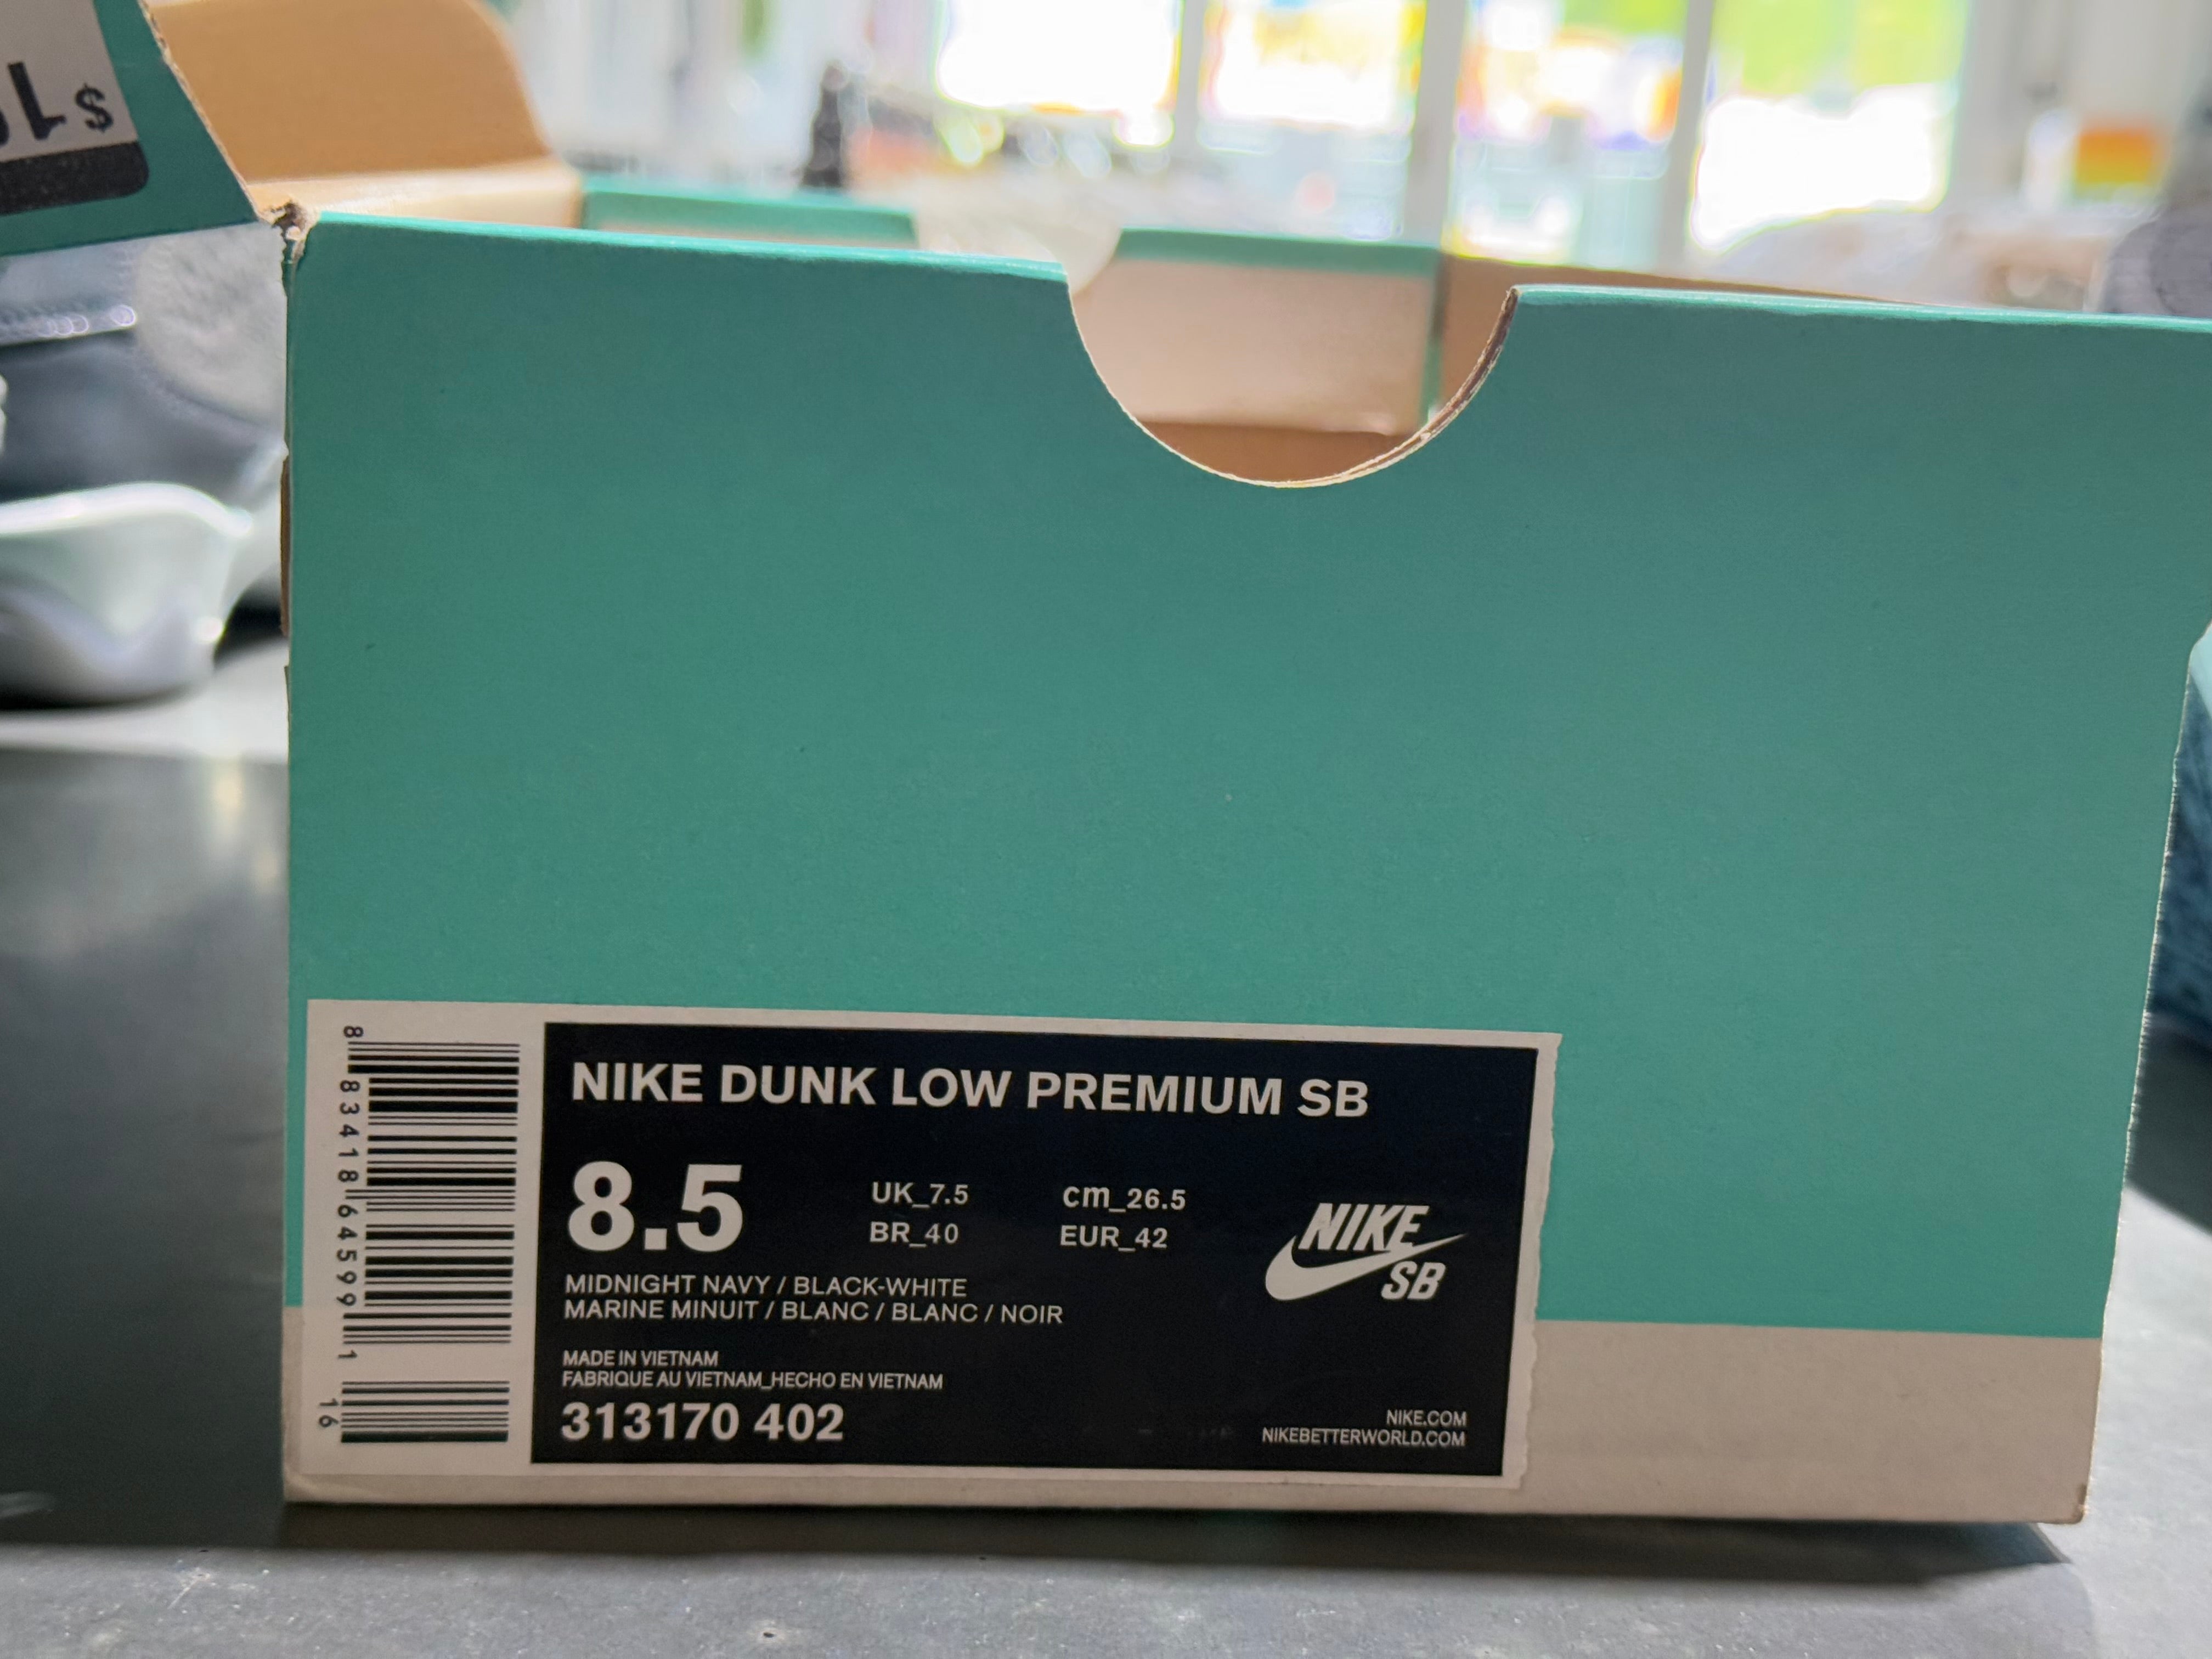 NIKE DUNK LOW PREMIUM SB
8.5
UK_7.5
cm_26.5
BR_40
EUR_42
MIDNIGHT NAVY / BLACK-WHITE
MARINE MINUIT / BLANC / BLANC / NOIR
MADE IN VIETNAM
FABRIQUE AU VIETNAM_HECHO EN VIETNAM
313170 402
NIKE
SB
NIKE.COM
NIKEBETTERWORLD.COM
8 83418 64599 1
16